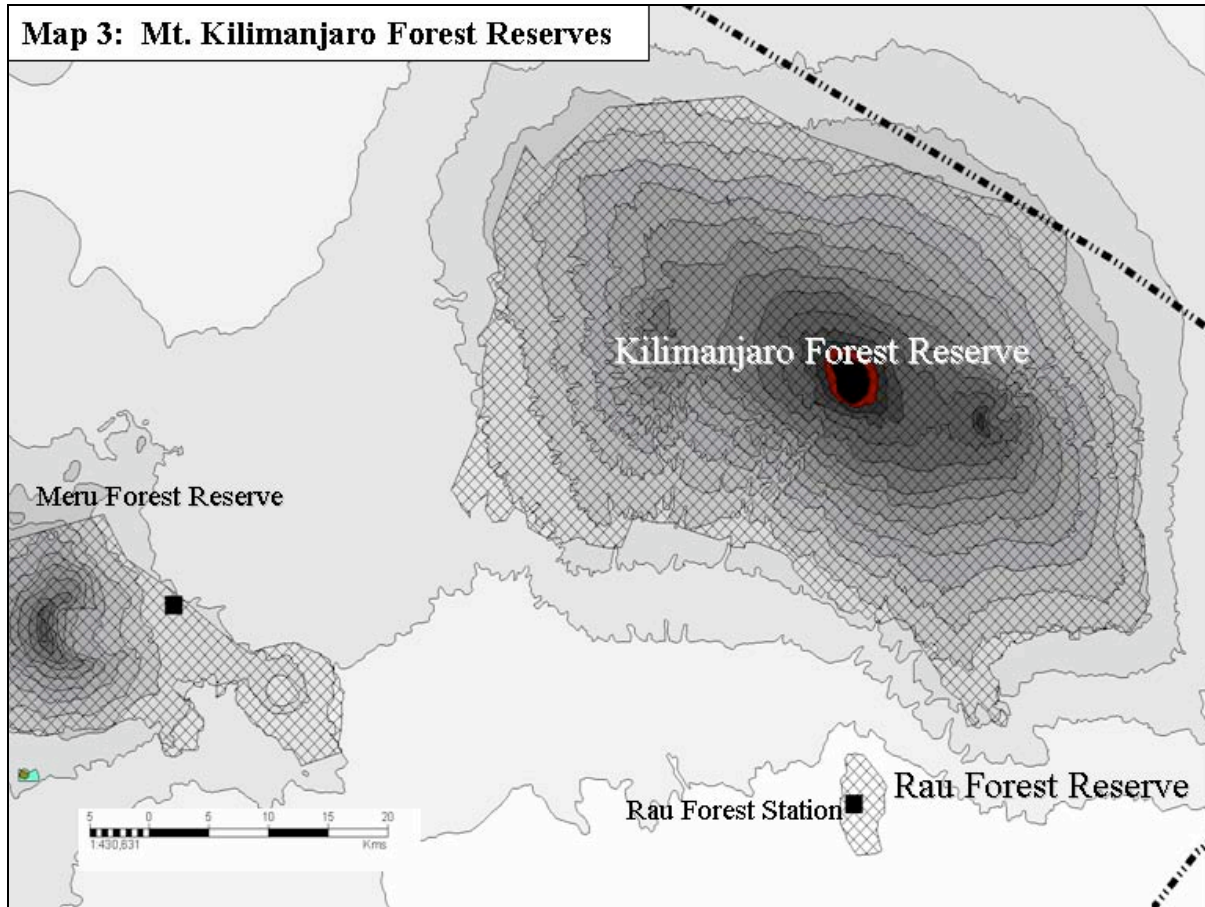 Map 3: Mt. Kilimanjaro Forest Reserves
Kilimanjaro Forest Reserve
Meru Forest Reserve
Rau Forest Reserve
Rau Forest Station
5 0 5 10 15 20
1:430,631 Kms